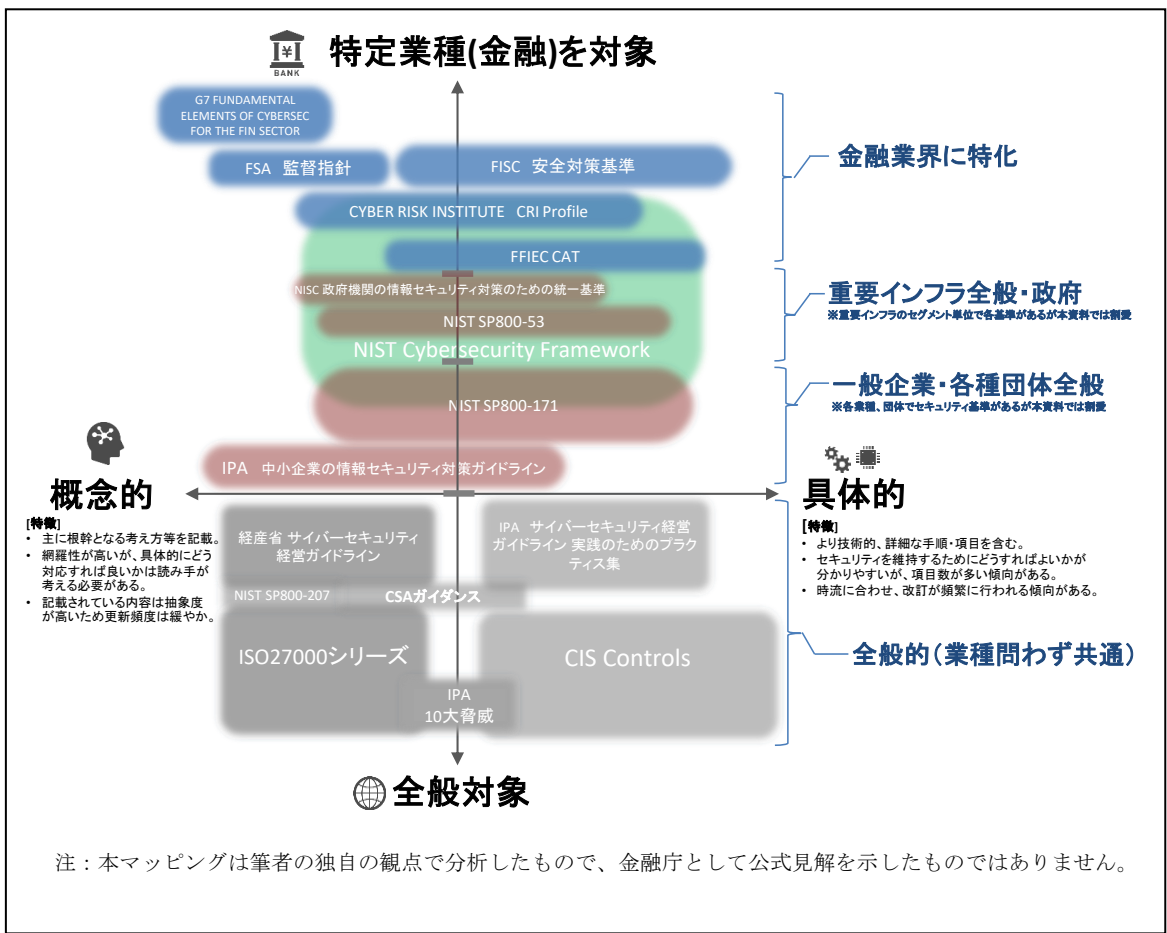 BANK
特定業種(金融)を対象
G7 FUNDAMENTAL
ELEMENTS OF CYBERSEC
FOR THE FIN SECTOR
FSA 監督指針
FISC 安全対策基準
金融業界に特化
CYBER RISK INSTITUTE CRI Profile
FFIEC CAT
NISC 政府機関の情報セキュリティ対策のための統一基準
重要インフラ全般・政府
※重要インフラのセグメント単位で各基準があるが本資料では割愛
NIST SP800-53
NIST Cybersecurity Framework
一般企業・各種団体全般
※各業種、団体でセキュリティ基準があるが本資料では割愛
NIST SP800-171
IPA 中小企業の情報セキュリティ対策ガイドライン
概念的
[特徴]
• 主に根幹となる考え方等を記載。
• 網羅性が高いが、具体的にどう
対応すれば良いかは読み手が
考える必要がある。
• 記載されている内容は抽象度
が高いため更新頻度は緩やか。
具体的
[特徴]
• より技術的、詳細な手順・項目を含む。
• セキュリティを維持するためにどうすればよいかが
分かりやすいが、項目数が多い傾向がある。
• 時流に合わせ、改訂が頻繁に行われる傾向がある。
経産省 サイバーセキュリティ
経営ガイドライン
IPA サイバーセキュリティ経営
ガイドライン 実践のためのプラク
ティス集
NIST SP800-207
CSAガイダンス
ISO27000シリーズ
CIS Controls
全般的(業種問わず共通)
IPA
10大脅威
全般対象
注：本マッピングは筆者の独自の観点で分析したもので、金融庁として公式見解を示したものではありません。